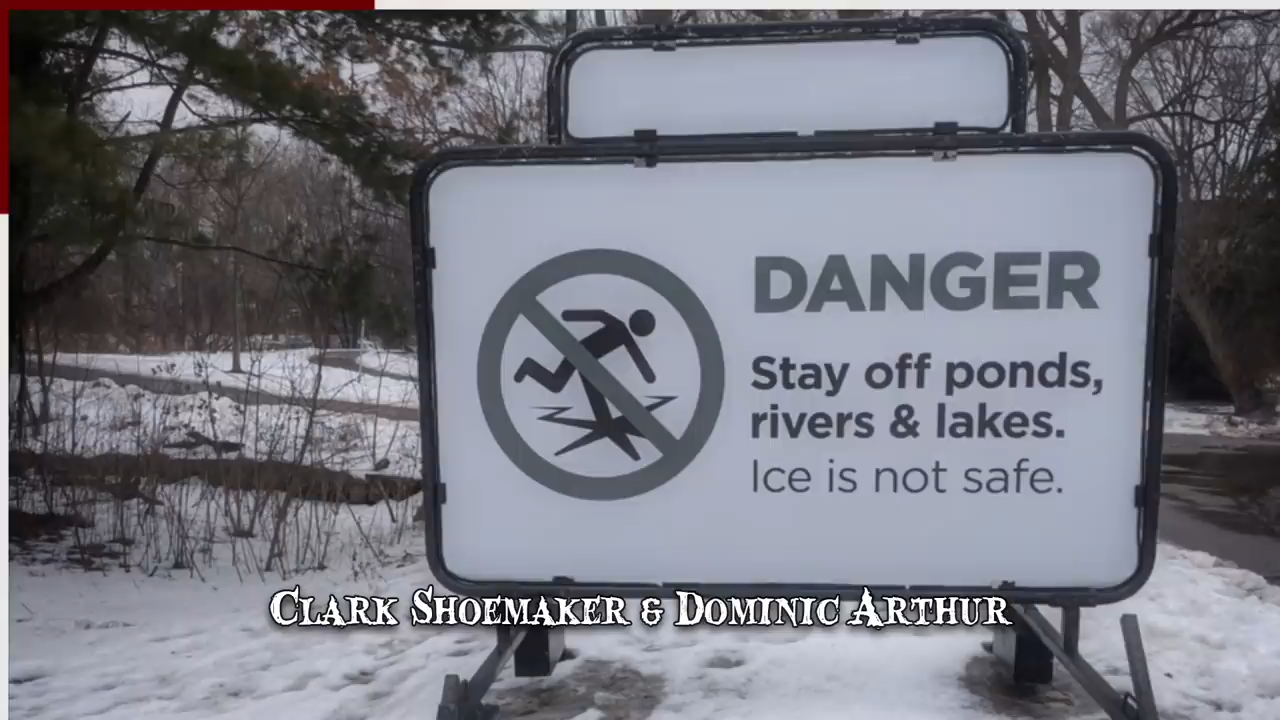 DANGER
Stay off ponds,
rivers & lakes.
Ice is not safe.
Clark Shoemaker & Dominic Arthur